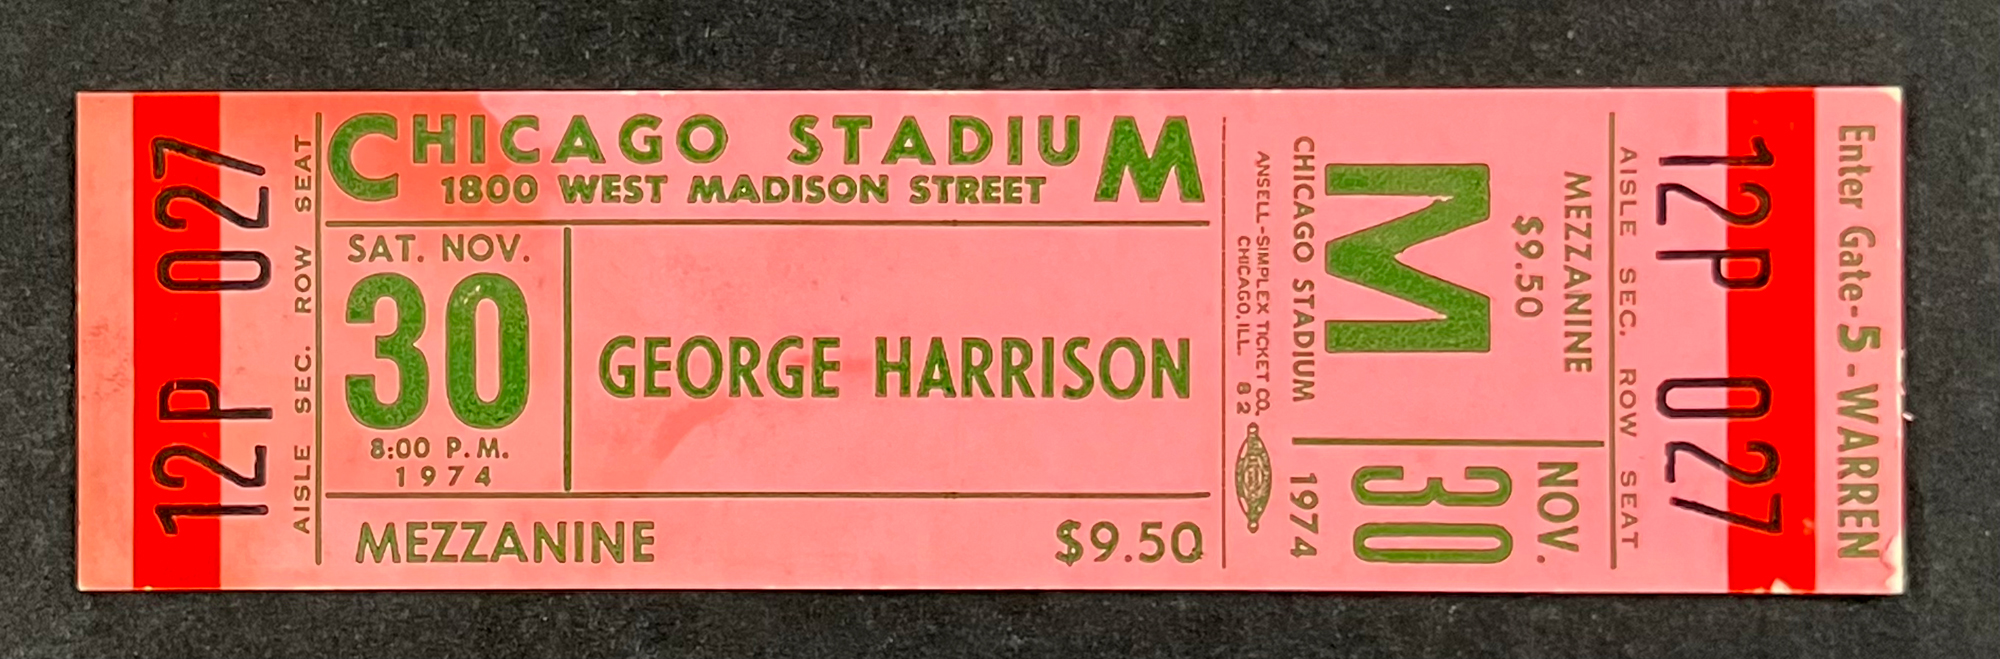 12P 027
AISLE SEC. ROW SEAT
CHICAGO STADIUM
1800 WEST MADISON STREET
SAT. NOV.
30
8:00 P.M.
1974
GEORGE HARRISON
MEZZANINE $9.50
ANSELL-SIMPLEX TICKET CO.
CHICAGO, ILL. 82
CHICAGO STADIUM 1974
M
30
$9.50
MEZZANINE
NOV.
AISLE SEC. ROW SEAT
12P 027
Enter Gate-5-WARREN